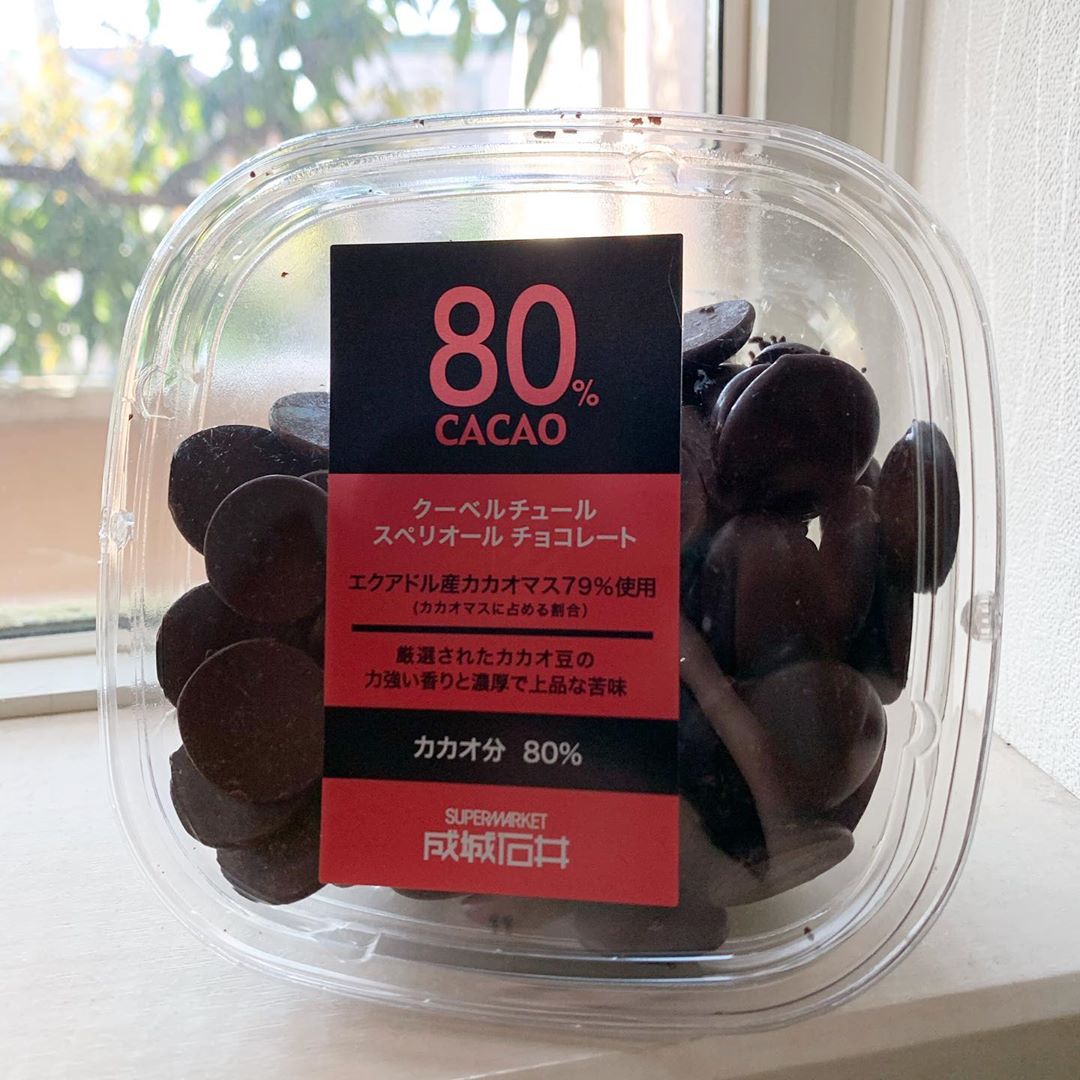 80%
CACAO
クーベルチュール
スペリオール チョコレート
エクアドル産カカオマス79%使用
(カカオマスに占める割合)
厳選されたカカオ豆の
力強い香りと濃厚で上品な苦味
カカオ分 80%
SUPERMARKET
成城石井